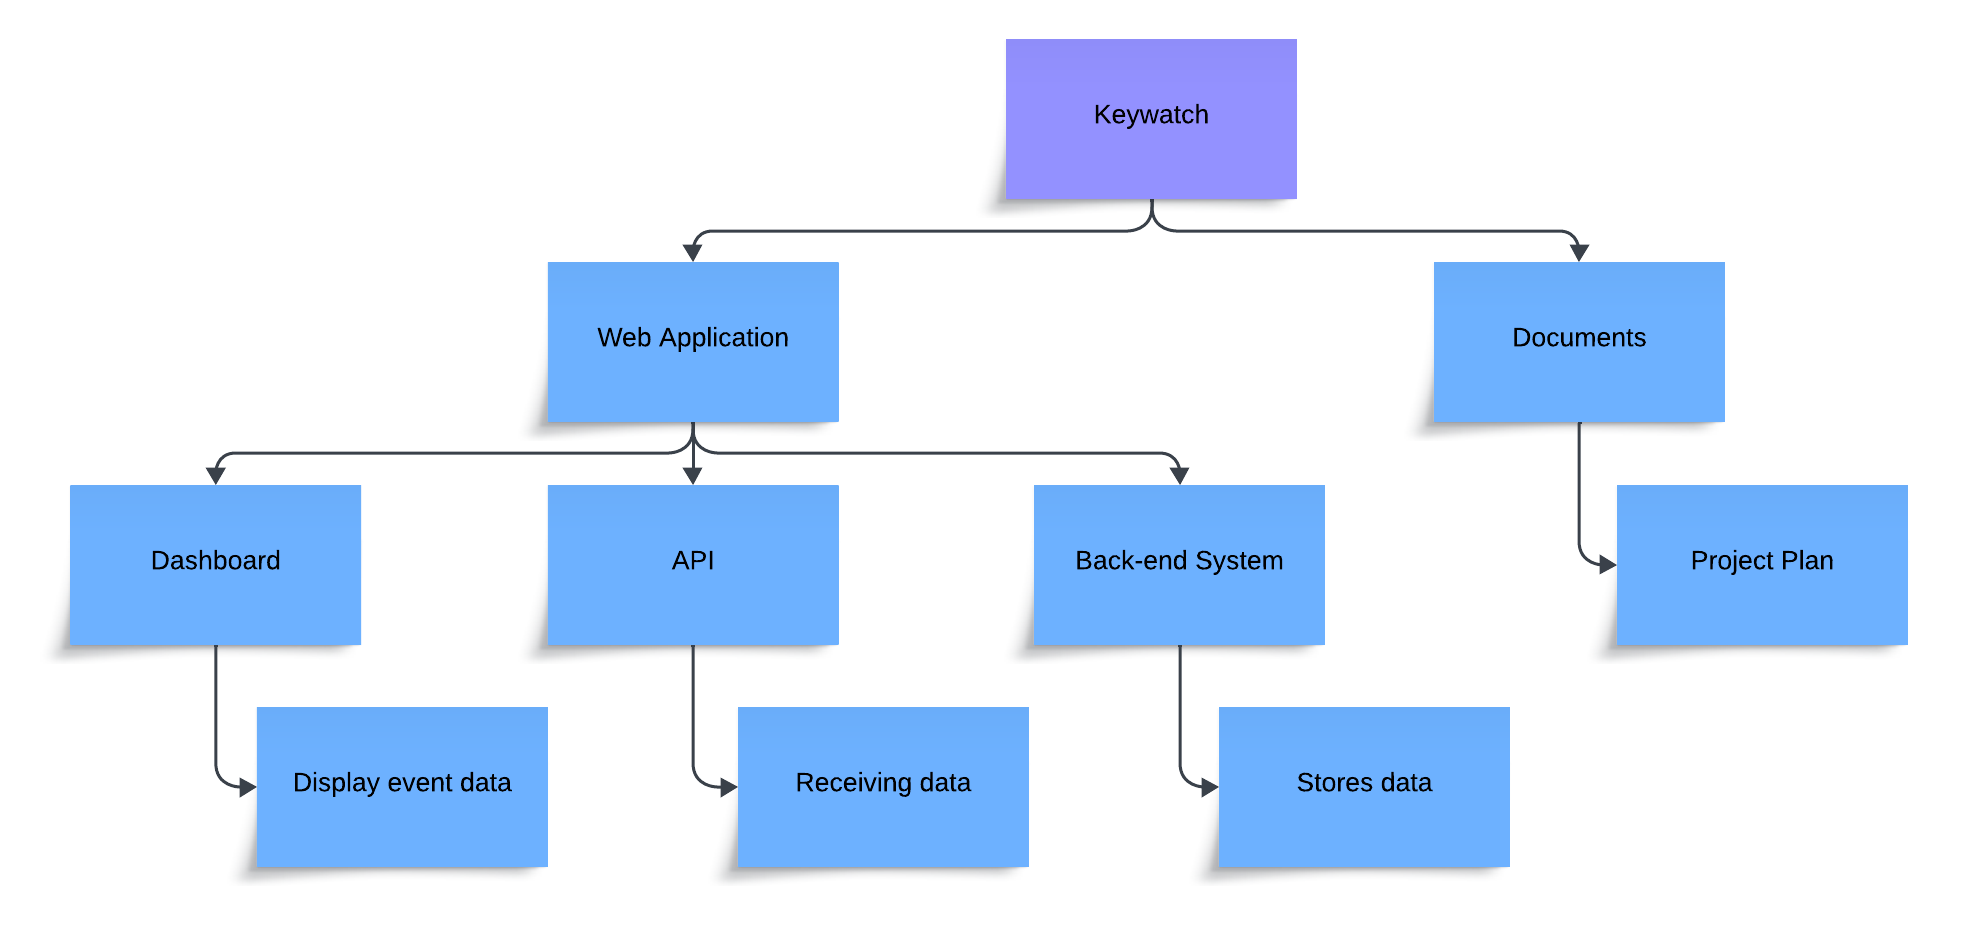 Keywatch
Web Application
Documents
Dashboard
API
Back-end System
Project Plan
Display event data
Receiving data
Stores data